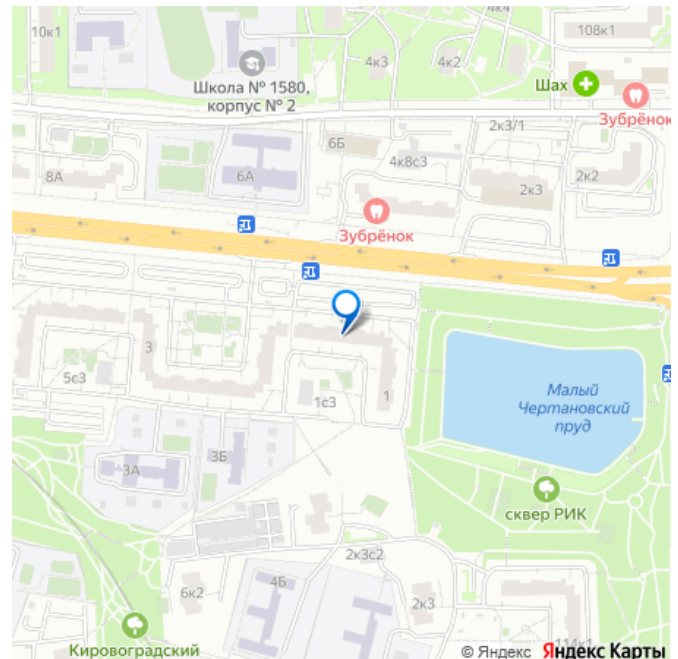 10к1
4к4
108к1
4к3
4к2
Школа № 1580,
корпус № 2
Шах
Зубрёнок
2к3/1
6Б
4к8с3
8А
6А
2к3
2к2
Зубрёнок
3
5с3
1с3
1
Малый
Чертановский
пруд
3Б
3А
сквер РИК
2к3с2
6к2
4Б
2к3
114к1
Кировоградский
© Яндекс Яндекс Карты